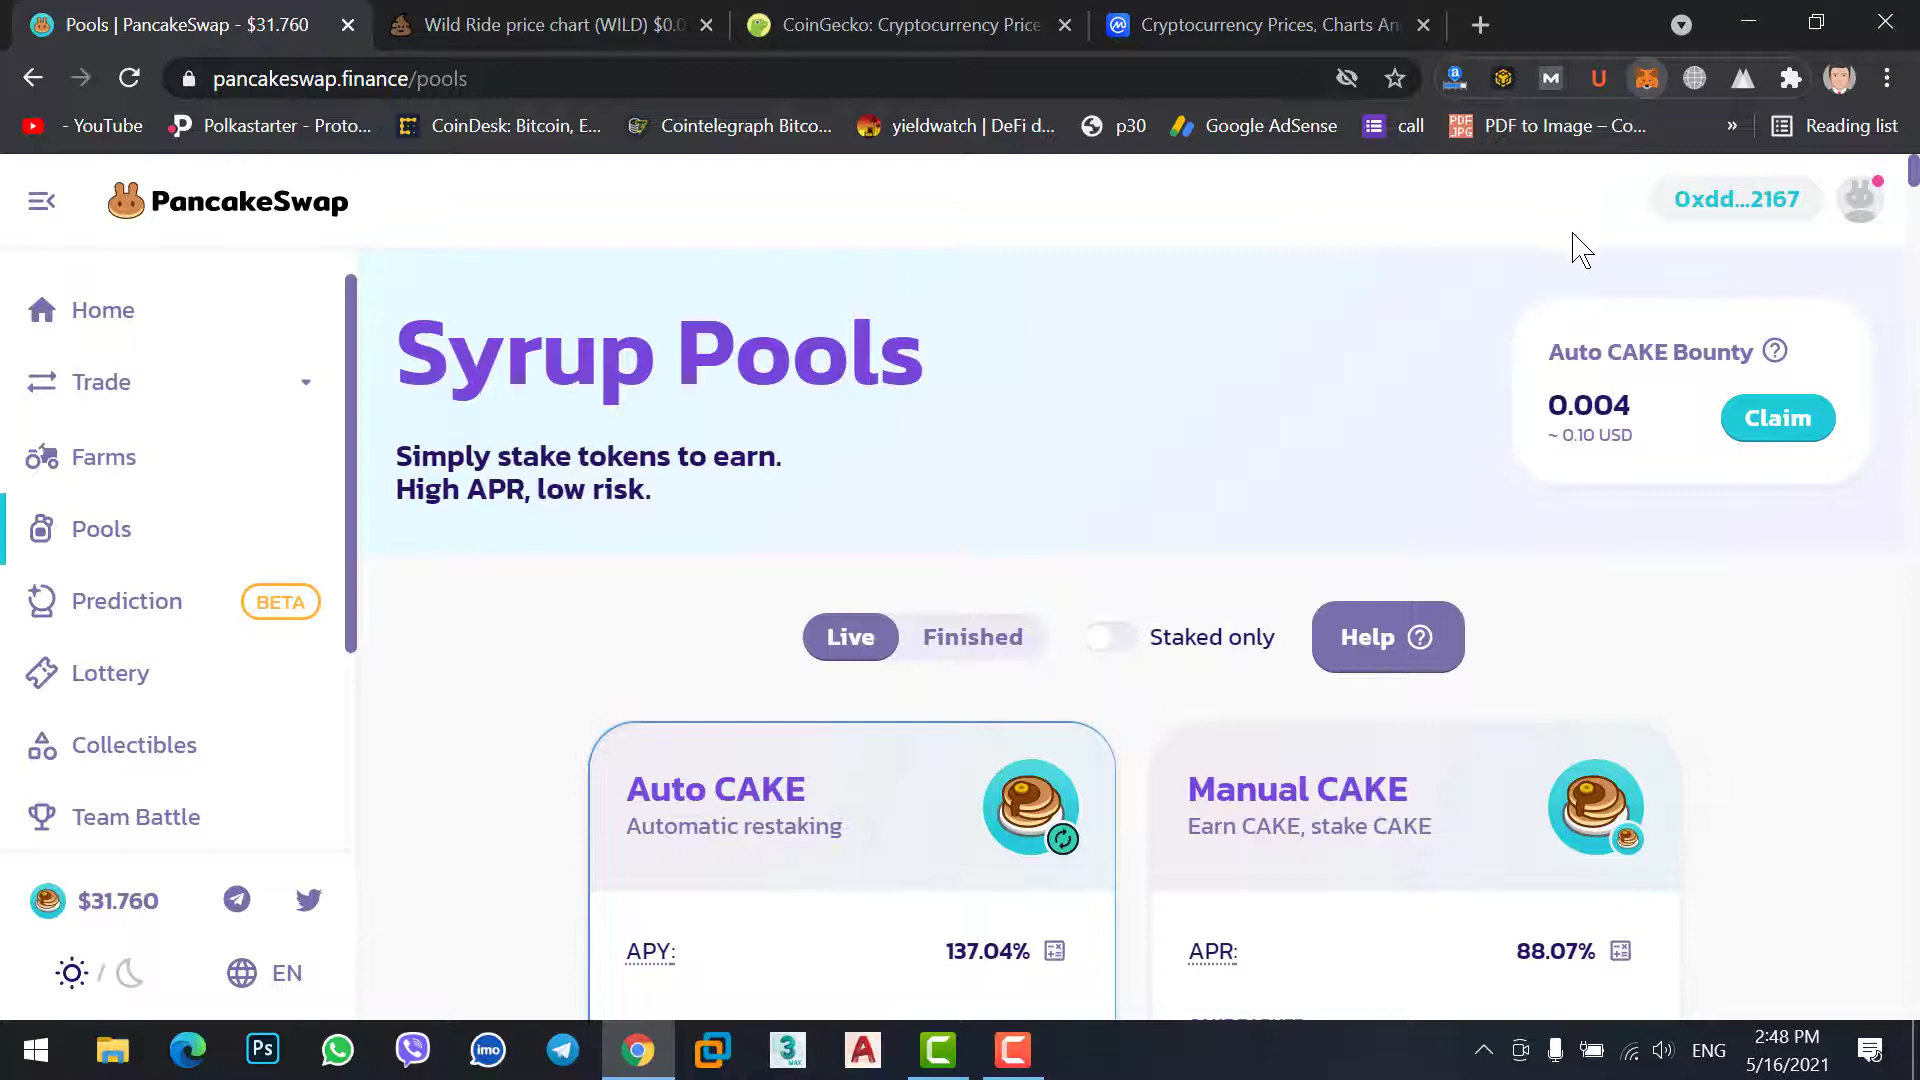 Pools | PancakeSwap - $31.760
Wild Ride price chart (WILD) $0.0
CoinGecko: Cryptocurrency Price
Cryptocurrency Prices, Charts An
pancakeswap.finance/pools
- YouTube
Polkastarter - Proto...
CoinDesk: Bitcoin, E...
Cointelegraph Bitco...
yieldwatch | DeFi d...
p30
Google AdSense
call
PDF to Image – Co...
»
Reading list
PancakeSwap
0xdd...2167
Home
Trade
Farms
Pools
Prediction
BETA
Lottery
Collectibles
Team Battle
$31.760
/
EN
Syrup Pools
Simply stake tokens to earn.
High APR, low risk.
Auto CAKE Bounty
0.004
~ 0.10 USD
Claim
Live
Finished
Staked only
Help
Auto CAKE
Automatic restaking
APY:
137.04%
Manual CAKE
Earn CAKE, stake CAKE
APR:
88.07%
Ps
imo
3
MAX
A
ENG
2:48 PM
5/16/2021